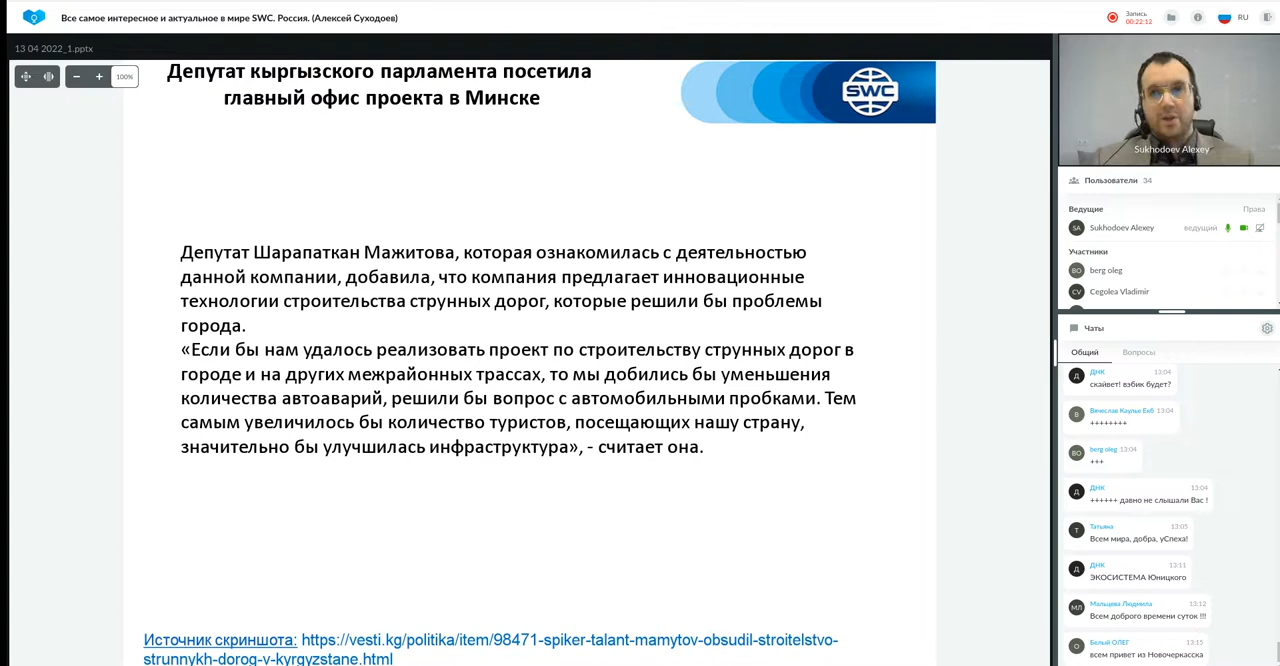 Все самое интересное и актуальное в мире SWC. Россия. (Алексей Суходоев)
Запись
00:22:12
RU
13 04 2022_1.pptx
100%
Депутат кыргызского парламента посетила
главный офис проекта в Минске
SWC
Депутат Шарапаткан Мажитова, которая ознакомилась с деятельностью
данной компании, добавила, что компания предлагает инновационные
технологии строительства струнных дорог, которые решили бы проблемы
города.
«Если бы нам удалось реализовать проект по строительству струнных дорог в
городе и на других межрайонных трассах, то мы добились бы уменьшения
количества автоаварий, решили бы вопрос с автомобильными пробками. Тем
самым увеличилось бы количество туристов, посещающих нашу страну,
значительно бы улучшилась инфраструктура», - считает она.
Источник скриншота: https://vesti.kg/politika/item/98471-spiker-talant-mamytov-obsudil-stroitelstvo-
strunnykh-dorog-v-kyrgyzstane.html
Sukhodoev Alexey
Пользователи 34
Ведущие Права
SA Sukhodoev Alexey ведущий
Участники
BO berg oleg
CV Cegolea Vladimir
Чаты
Общий Вопросы
Д ДНК 13:04
скайвет! вэбик будет?
В Вячеслав Каулье Екб 13:04
++++++++
BO berg oleg 13:04
+++
Д ДНК 13:04
++++++ давно не слышали Вас !
Т Татьяна 13:05
Всем мира, добра, уСпеха!
Д ДНК 13:11
ЭКОСИСТЕМА Юницкого
МЛ Мальцева Людмила 13:12
Всем доброго времени суток !!!
О Белый ОЛЕГ 13:15
всем привет из Новочеркасска